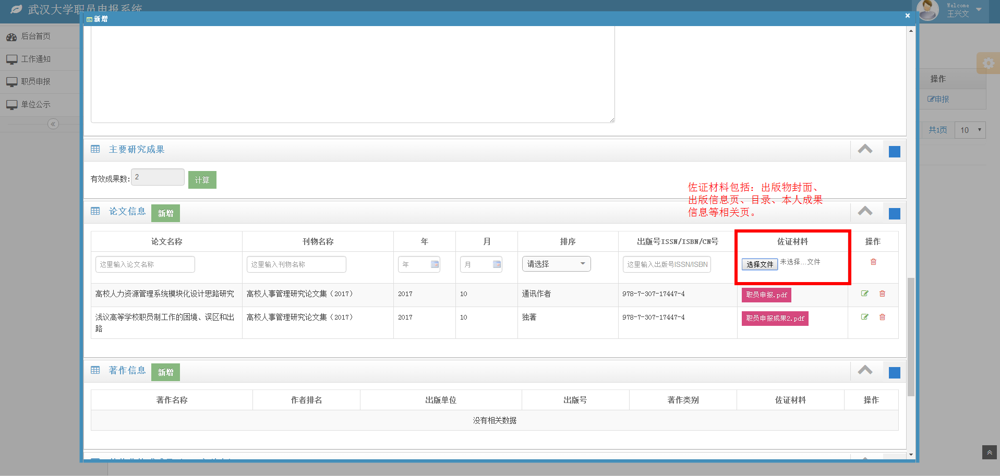 武汉大学职员申报系统
Welcome
王兴文
新增
×
后台首页
工作通知
职员申报
单位公示
操作
申报
共1页
10
主要研究成果
有效成果数:
2
计算
佐证材料包括：出版物封面、
出版信息页、目录、本人成果
信息等相关页。
论文信息
新增
论文名称 刊物名称 年 月 排序 出版号ISSN/ISBN/CN号 佐证材料 操作
这里输入论文名称 这里输入刊物名称 年 月 请选择 这里输入出版号ISSN/ISBN 选择文件 未选择...文件
高校人力资源管理系统模块化设计思路研究 高校人事管理研究论文集（2017） 2017 10 通讯作者 978-7-307-17447-4 职员申报.pdf
浅议高等学校职员制工作的困境、误区和出 高校人事管理研究论文集（2017） 2017 10 独著 978-7-307-17447-4 职员申报成果2.pdf
路
著作信息
新增
著作名称 作者排名 出版单位 出版号 著作类别 佐证材料 操作
没有相关数据